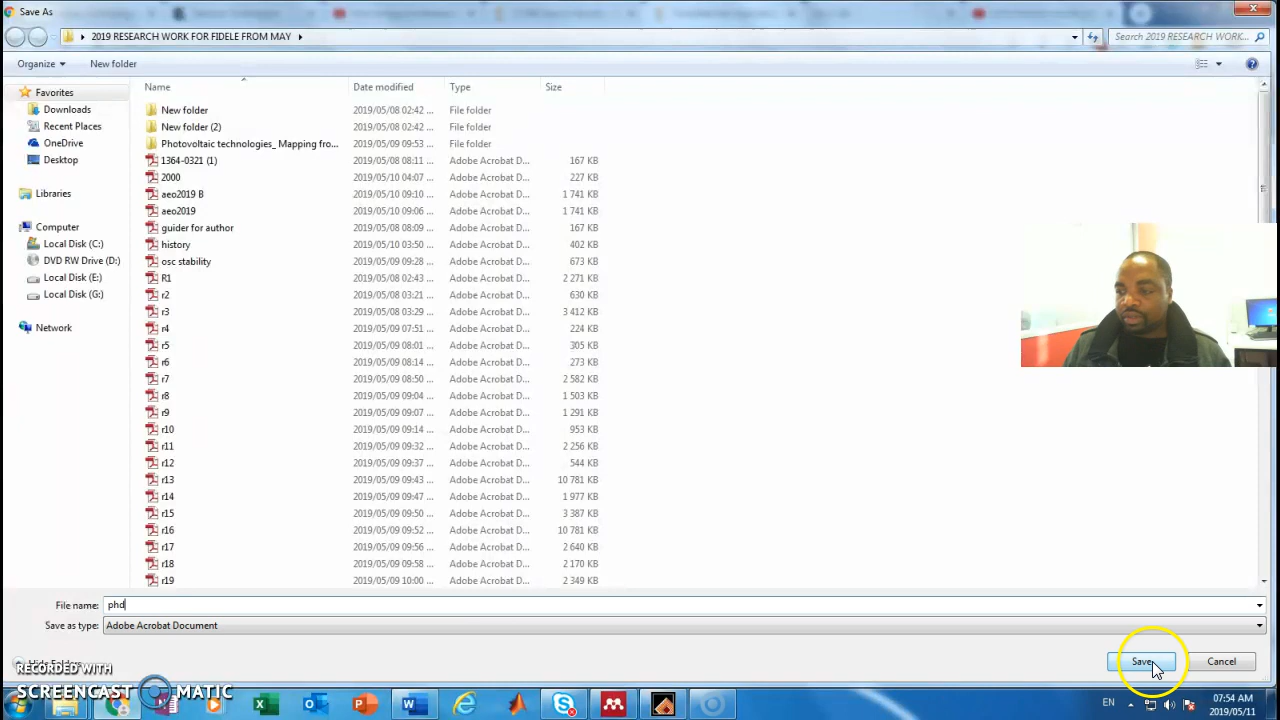 Save As
2019 RESEARCH WORK FOR FIDELE FROM MAY
Search 2019 RESEARCH WORK...
Organize New folder
Name Date modified Type Size
Favorites
Downloads
Recent Places
OneDrive
Desktop
Libraries
Computer
Local Disk (C:)
DVD RW Drive (D:)
Local Disk (E:)
Local Disk (G:)
Network
New folder 2019/05/08 02:42 ... File folder
New folder (2) 2019/05/08 02:42 ... File folder
Photovoltaic technologies_ Mapping fro... 2019/05/09 09:53 ... File folder
1364-0321 (1) 2019/05/08 08:11 ... Adobe Acrobat D... 167 KB
2000 2019/05/10 04:07 ... Adobe Acrobat D... 227 KB
aeo2019 B 2019/05/10 09:10 ... Adobe Acrobat D... 1 741 KB
aeo2019 2019/05/10 09:06 ... Adobe Acrobat D... 1 741 KB
guider for author 2019/05/08 08:09 ... Adobe Acrobat D... 167 KB
history 2019/05/10 03:50 ... Adobe Acrobat D... 402 KB
osc stability 2019/05/09 09:28 ... Adobe Acrobat D... 673 KB
R1 2019/05/08 02:43 ... Adobe Acrobat D... 2 271 KB
r2 2019/05/08 03:21 ... Adobe Acrobat D... 630 KB
r3 2019/05/08 03:29 ... Adobe Acrobat D... 3 412 KB
r4 2019/05/09 07:51 ... Adobe Acrobat D... 224 KB
r5 2019/05/09 08:01 ... Adobe Acrobat D... 305 KB
r6 2019/05/09 08:14 ... Adobe Acrobat D... 273 KB
r7 2019/05/09 08:50 ... Adobe Acrobat D... 2 582 KB
r8 2019/05/09 09:04 ... Adobe Acrobat D... 1 503 KB
r9 2019/05/09 09:07 ... Adobe Acrobat D... 1 291 KB
r10 2019/05/09 09:14 ... Adobe Acrobat D... 953 KB
r11 2019/05/09 09:32 ... Adobe Acrobat D... 2 256 KB
r12 2019/05/09 09:37 ... Adobe Acrobat D... 544 KB
r13 2019/05/09 09:43 ... Adobe Acrobat D... 10 781 KB
r14 2019/05/09 09:47 ... Adobe Acrobat D... 1 977 KB
r15 2019/05/09 09:50 ... Adobe Acrobat D... 3 387 KB
r16 2019/05/09 09:52 ... Adobe Acrobat D... 10 781 KB
r17 2019/05/09 09:56 ... Adobe Acrobat D... 2 640 KB
r18 2019/05/09 09:58 ... Adobe Acrobat D... 2 170 KB
r19 2019/05/09 10:00 ... Adobe Acrobat D... 2 349 KB
File name: phd
Save as type: Adobe Acrobat Document
Save Cancel
RECORDED WITH
SCREENCAST MATIC
EN 07:54 AM
2019/05/11